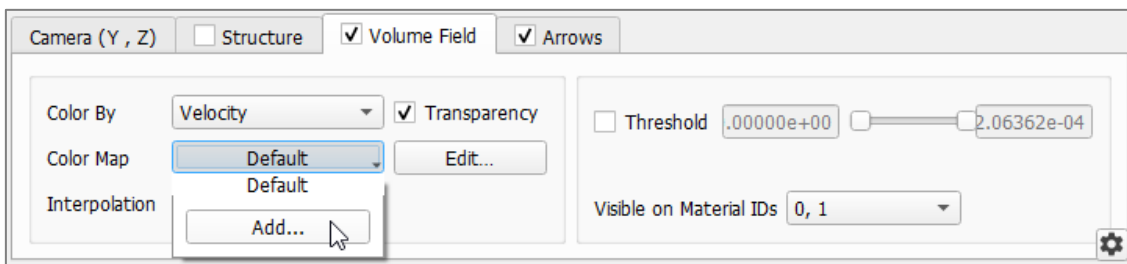 Camera (Y , Z) Structure Volume Field Arrows
Color By Velocity Transparency
Color Map Default Edit...
Default
Interpolation
Add...
Threshold .00000e+00 2.06362e-04
Visible on Material IDs 0, 1